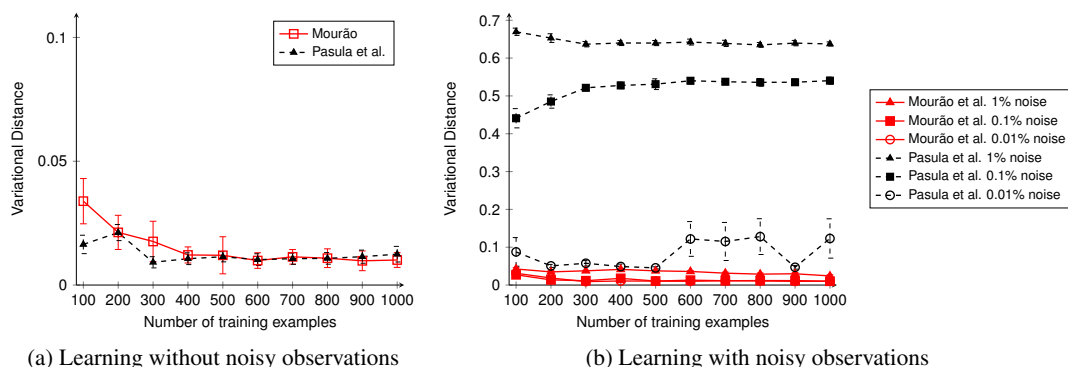 0.1
0.05
0
Variational Distance
100 200 300 400 500 600 700 800 900 1000
Number of training examples
Mourão
Pasula et al.
(a) Learning without noisy observations
0.7
0.6
0.5
0.4
0.3
0.2
0.1
0
Variational Distance
100 200 300 400 500 600 700 800 900 1000
Number of training examples
Mourão et al. 1% noise
Mourão et al. 0.1% noise
Mourão et al. 0.01% noise
Pasula et al. 1% noise
Pasula et al. 0.1% noise
Pasula et al. 0.01% noise
(b) Learning with noisy observations